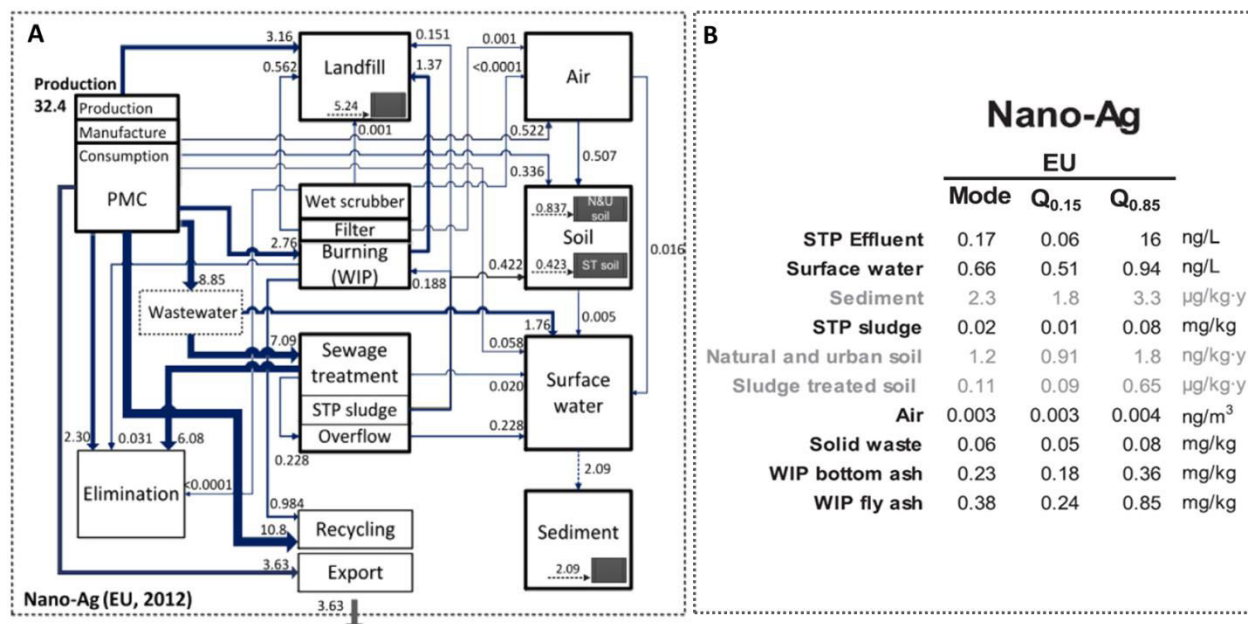 A
Production
32.4
Production
Manufacture
Consumption
PMC
3.16
0.562
Landfill
5.24
0.001
0.151
1.37
0.001
<0.0001
Air
0.522
0.507
0.336
0.016
Wet scrubber
Filter
Burning
(WIP)
2.76
0.188
0.837
N&U
soil
Soil
0.423
ST soil
0.422
0.005
8.85
Wastewater
1.76
7.09
Sewage
treatment
STP sludge
Overflow
0.058
0.020
0.228
Surface
water
2.30
0.031
6.08
0.228
<0.0001
Elimination
2.09
0.984
Recycling
10.8
Export
3.63
Sediment
2.09
Nano-Ag (EU, 2012)
3.63
B
Nano-Ag
EU
Mode Q0.15 Q0.85
STP Effluent 0.17 0.06 16 ng/L
Surface water 0.66 0.51 0.94 ng/L
Sediment 2.3 1.8 3.3 µg/kg·y
STP sludge 0.02 0.01 0.08 mg/kg
Natural and urban soil 1.2 0.91 1.8 ng/kg·y
Sludge treated soil 0.11 0.09 0.65 µg/kg·y
Air 0.003 0.003 0.004 ng/m³
Solid waste 0.06 0.05 0.08 mg/kg
WIP bottom ash 0.23 0.18 0.36 mg/kg
WIP fly ash 0.38 0.24 0.85 mg/kg